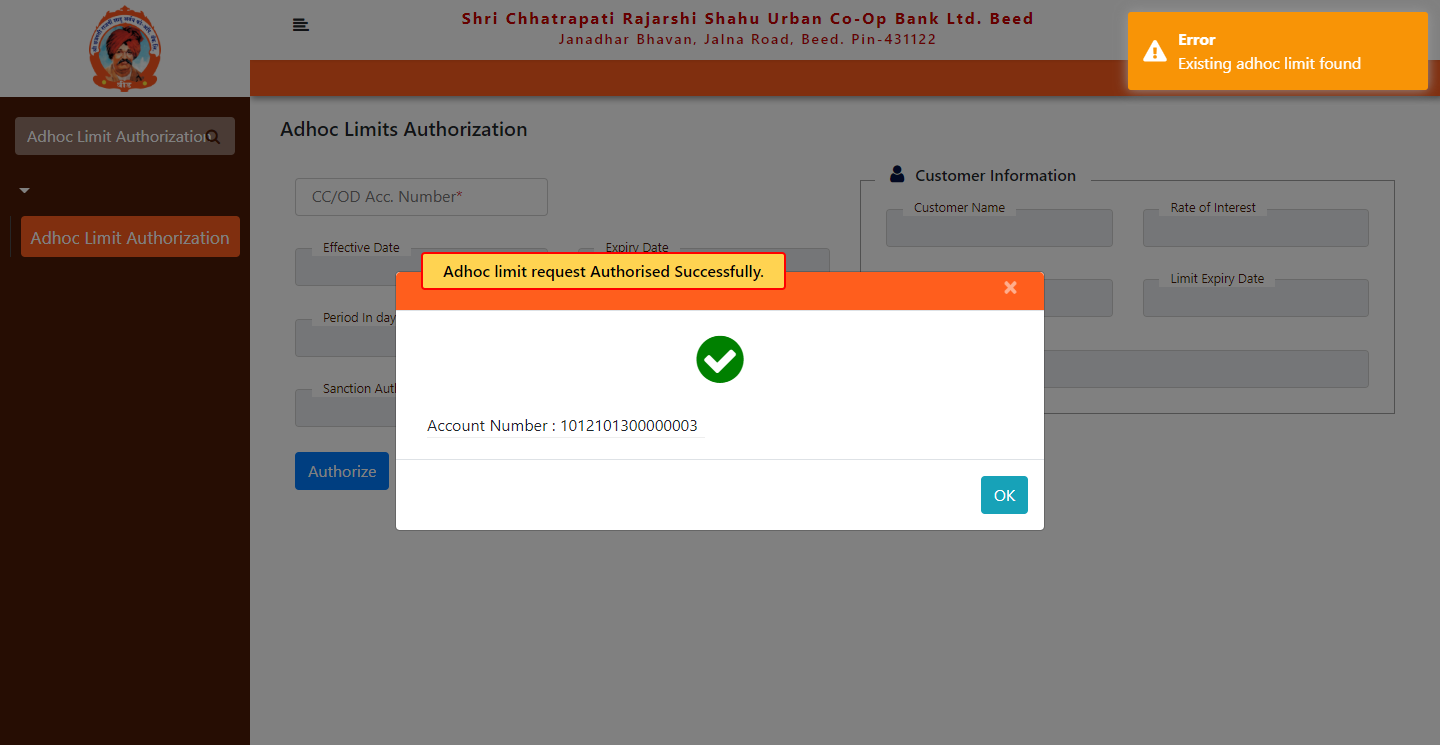 Shri Chhatrapati Rajarshi Shahu Urban Co-Op Bank Ltd. Beed
Janadhar Bhavan, Jalna Road, Beed. Pin-431122
Error
Existing adhoc limit found
Adhoc Limit Authorization
Adhoc Limit Authorization
Adhoc Limits Authorization
CC/OD Acc. Number*
Effective Date
Expiry Date
Period In day
Sanction Aut
Authorize
Customer Information
Customer Name
Rate of Interest
Limit Expiry Date
Adhoc limit request Authorised Successfully.
×
Account Number : 1012101300000003
OK